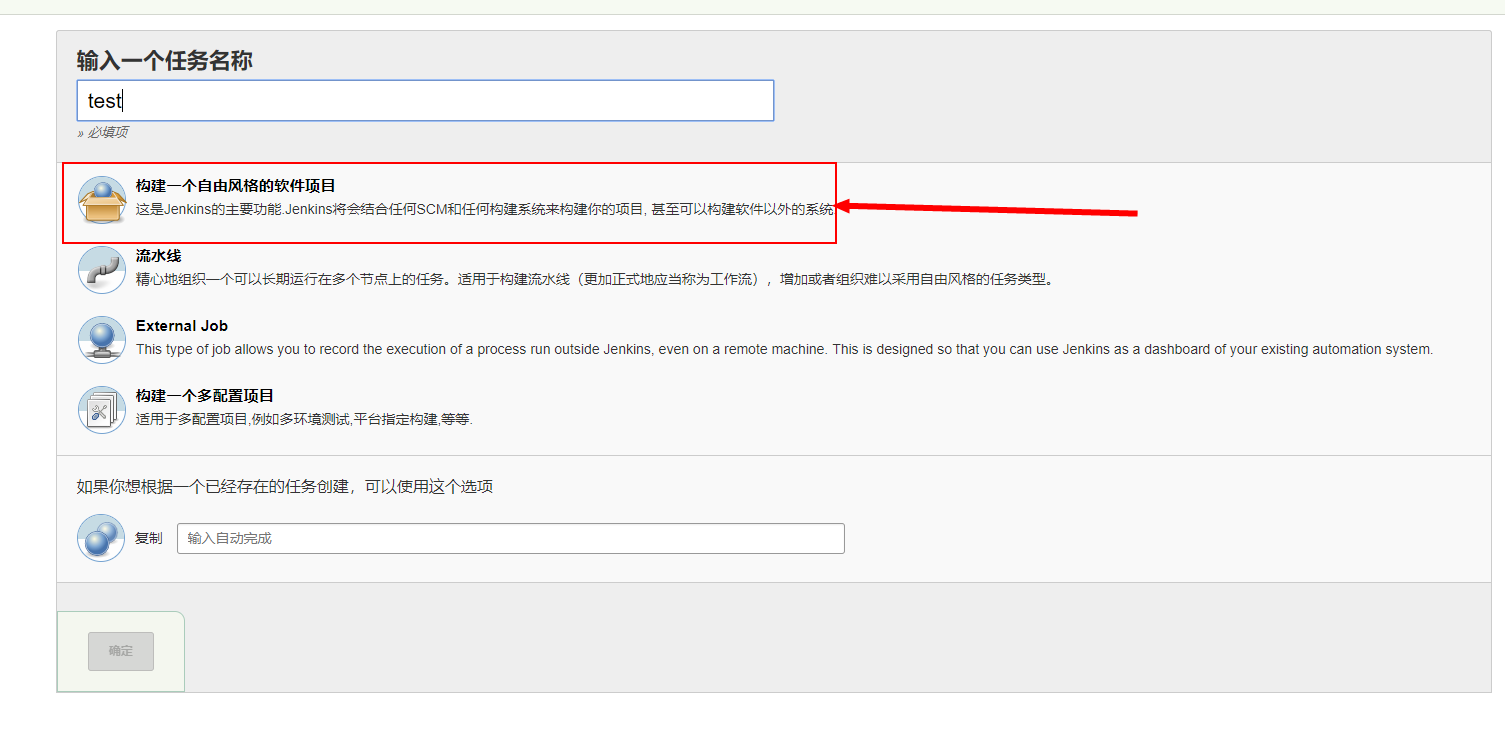 输入一个任务名称
test
» 必填项
构建一个自由风格的软件项目
这是Jenkins的主要功能.Jenkins将会结合任何SCM和任何构建系统来构建你的项目, 甚至可以构建软件以外的系统.
流水线
精心地组织一个可以长期运行在多个节点上的任务。适用于构建流水线（更加正式地应当称为工作流），增加或者组织难以采用自由风格的任务类型。
External Job
This type of job allows you to record the execution of a process run outside Jenkins, even on a remote machine. This is designed so that you can use Jenkins as a dashboard of your existing automation system.
构建一个多配置项目
适用于多配置项目,例如多环境测试,平台指定构建,等等.
如果你想根据一个已经存在的任务创建，可以使用这个选项
复制
输入自动完成
确定